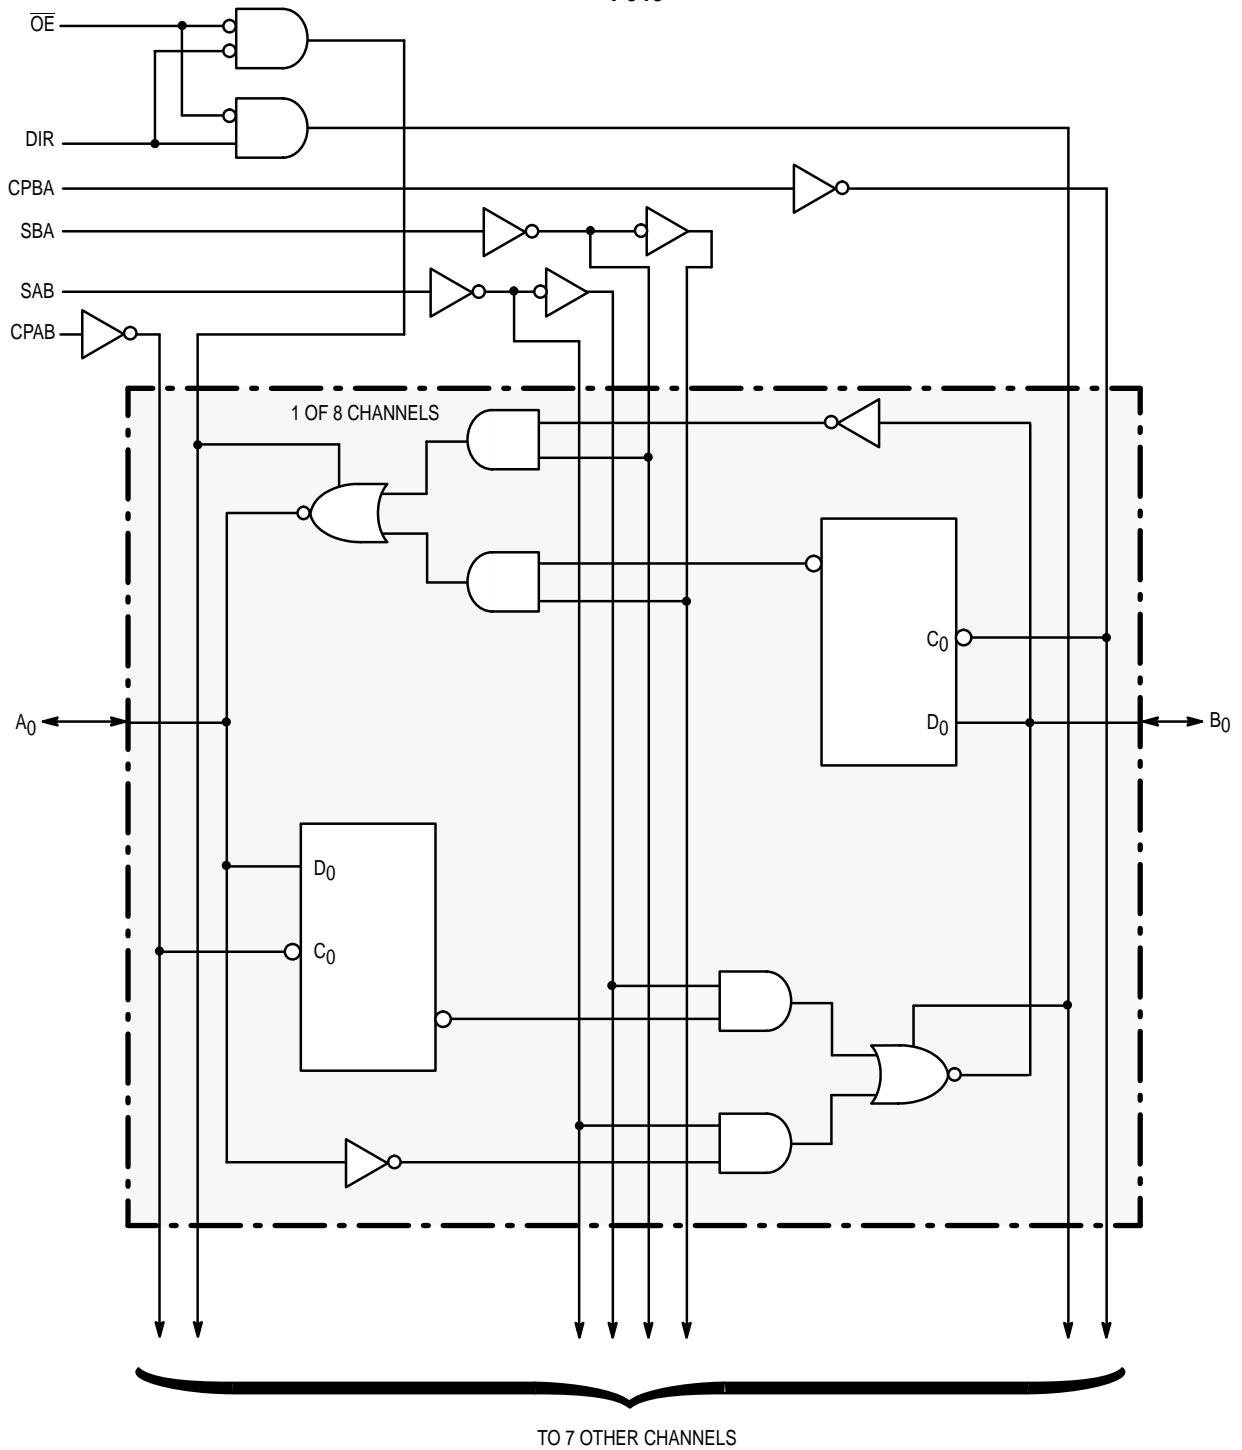 OE
DIR
CPBA
SBA
SAB
CPAB
1 OF 8 CHANNELS
C0
D0
A0
B0
D0
C0
TO 7 OTHER CHANNELS